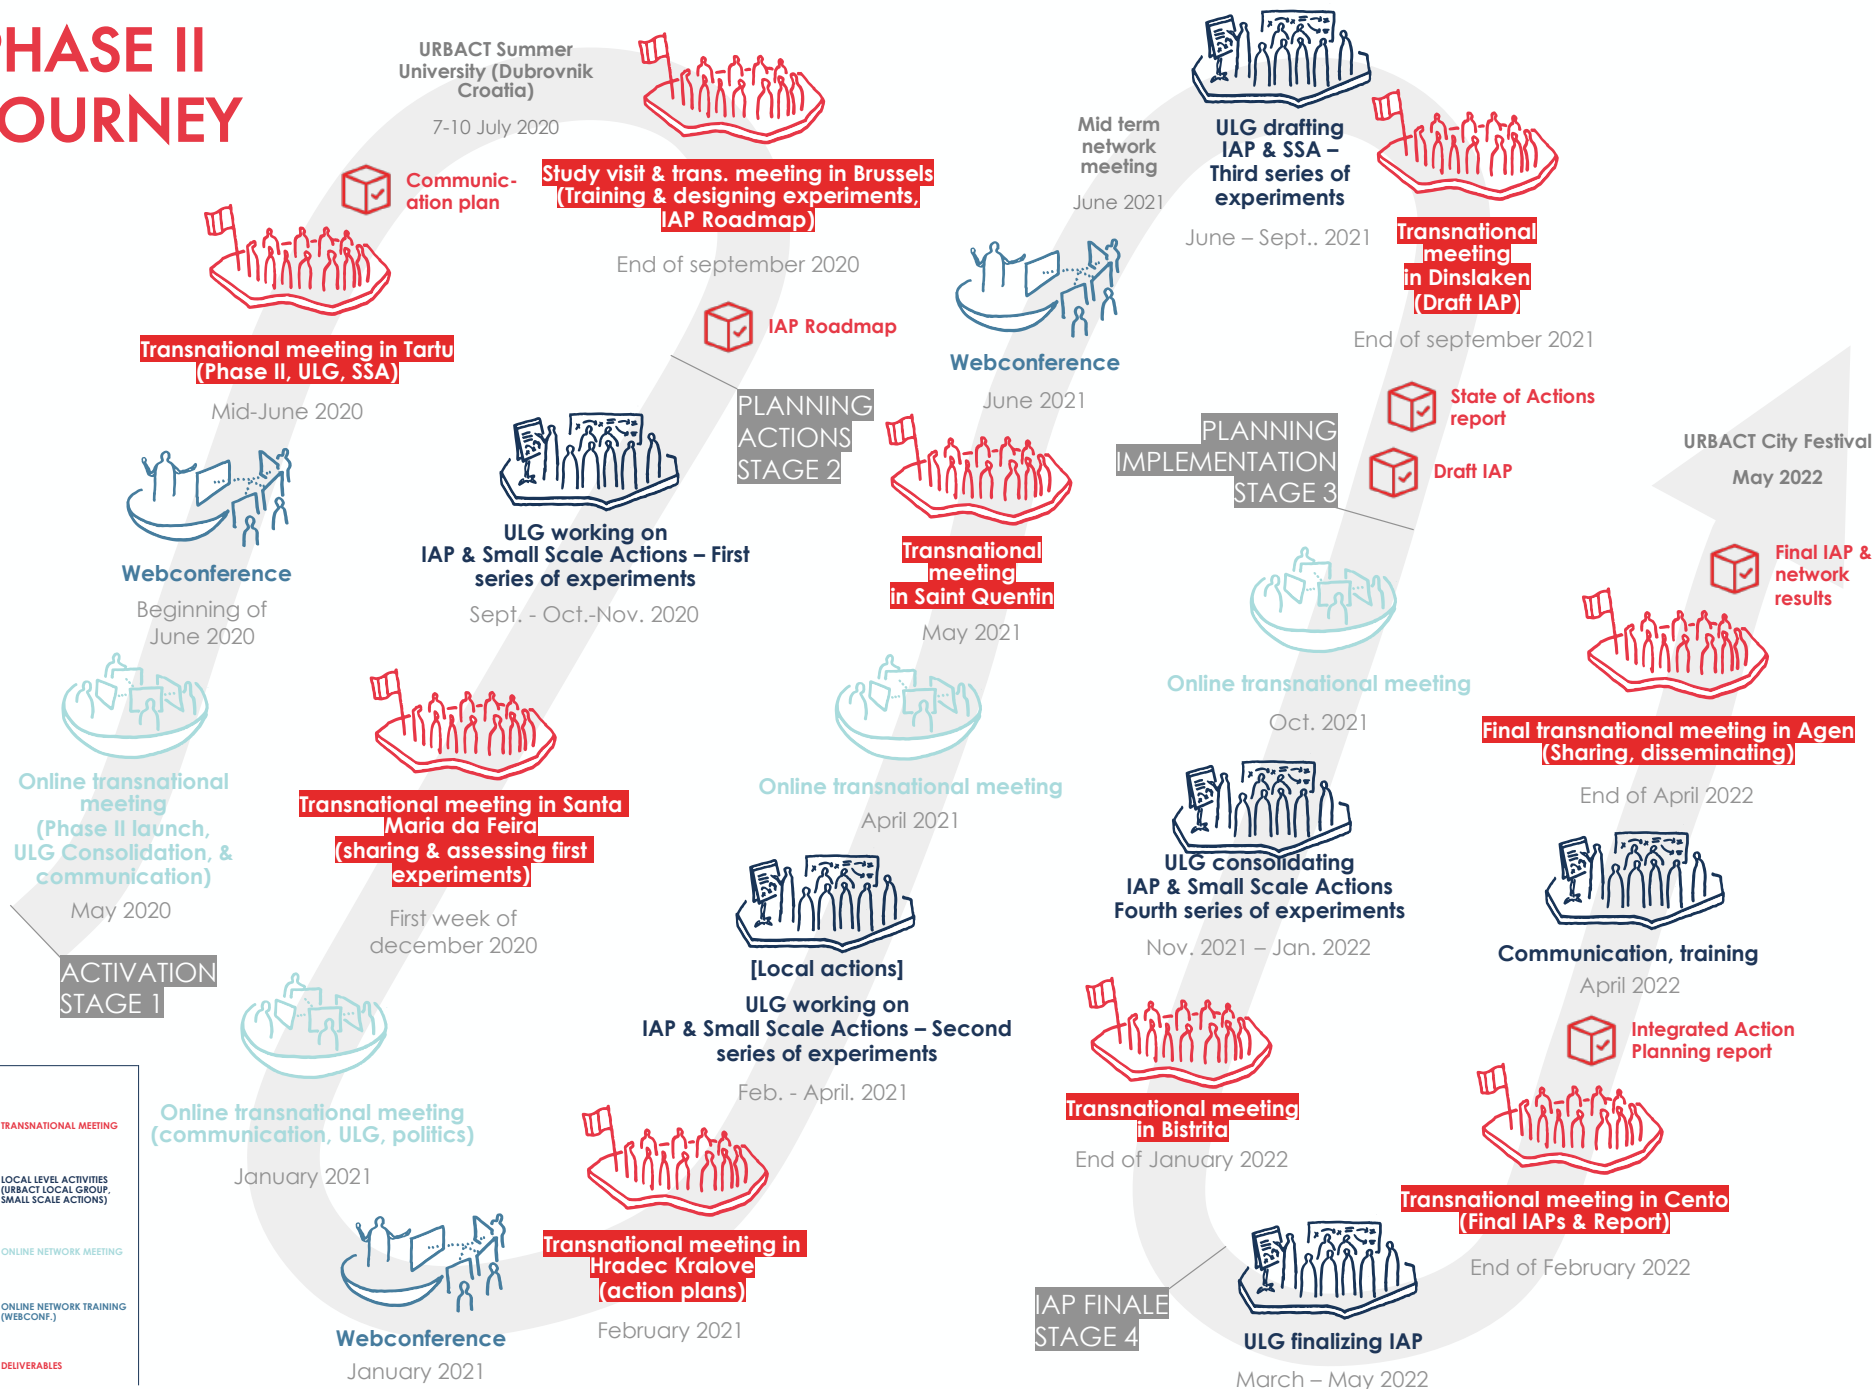 PHASE II
JOURNEY
URBACT Summer
University (Dubrovnik
Croatia)
7-10 July 2020
Communic-
ation plan
Study visit & trans. meeting in Brussels
(Training & designing experiments,
IAP Roadmap)
End of september 2020
IAP Roadmap
Transnational meeting in Tartu
(Phase II, ULG, SSA)
Mid-June 2020
Webconference
Beginning of
June 2020
Online transnational
meeting
(Phase II launch,
ULG Consolidation, &
communication)
May 2020
ACTIVATION
STAGE 1
PLANNING
ACTIONS
STAGE 2
ULG working on
IAP & Small Scale Actions – First
series of experiments
Sept. - Oct.-Nov. 2020
Transnational meeting in Santa
Maria da Feira
(sharing & assessing first
experiments)
First week of
december 2020
Online transnational meeting
(communication, ULG, politics)
January 2021
Webconference
January 2021
Transnational meeting in
Hradec Kralove
(action plans)
February 2021
[Local actions]
ULG working on
IAP & Small Scale Actions – Second
series of experiments
Feb. - April. 2021
Online transnational meeting
April 2021
Transnational
meeting
in Saint Quentin
May 2021
Webconference
June 2021
Mid term
network
meeting
June 2021
ULG drafting
IAP & SSA –
Third series of
experiments
June – Sept.. 2021
Transnational
meeting
in Dinslaken
(Draft IAP)
End of september 2021
State of Actions
report
Draft IAP
PLANNING
IMPLEMENTATION
STAGE 3
Online transnational meeting
Oct. 2021
ULG consolidating
IAP & Small Scale Actions
Fourth series of experiments
Nov. 2021 – Jan. 2022
Transnational meeting
in Bistrita
End of January 2022
IAP FINALE
STAGE 4
ULG finalizing IAP
March – May 2022
Transnational meeting in Cento
(Final IAPs & Report)
End of February 2022
Integrated Action
Planning report
Communication, training
April 2022
Final transnational meeting in Agen
(Sharing, disseminating)
End of April 2022
Final IAP &
network
results
URBACT City Festival
May 2022
TRANSNATIONAL MEETING
LOCAL LEVEL ACTIVITIES
(URBACT LOCAL GROUP,
SMALL SCALE ACTIONS)
ONLINE NETWORK MEETING
ONLINE NETWORK TRAINING
(WEBCONF.)
DELIVERABLES